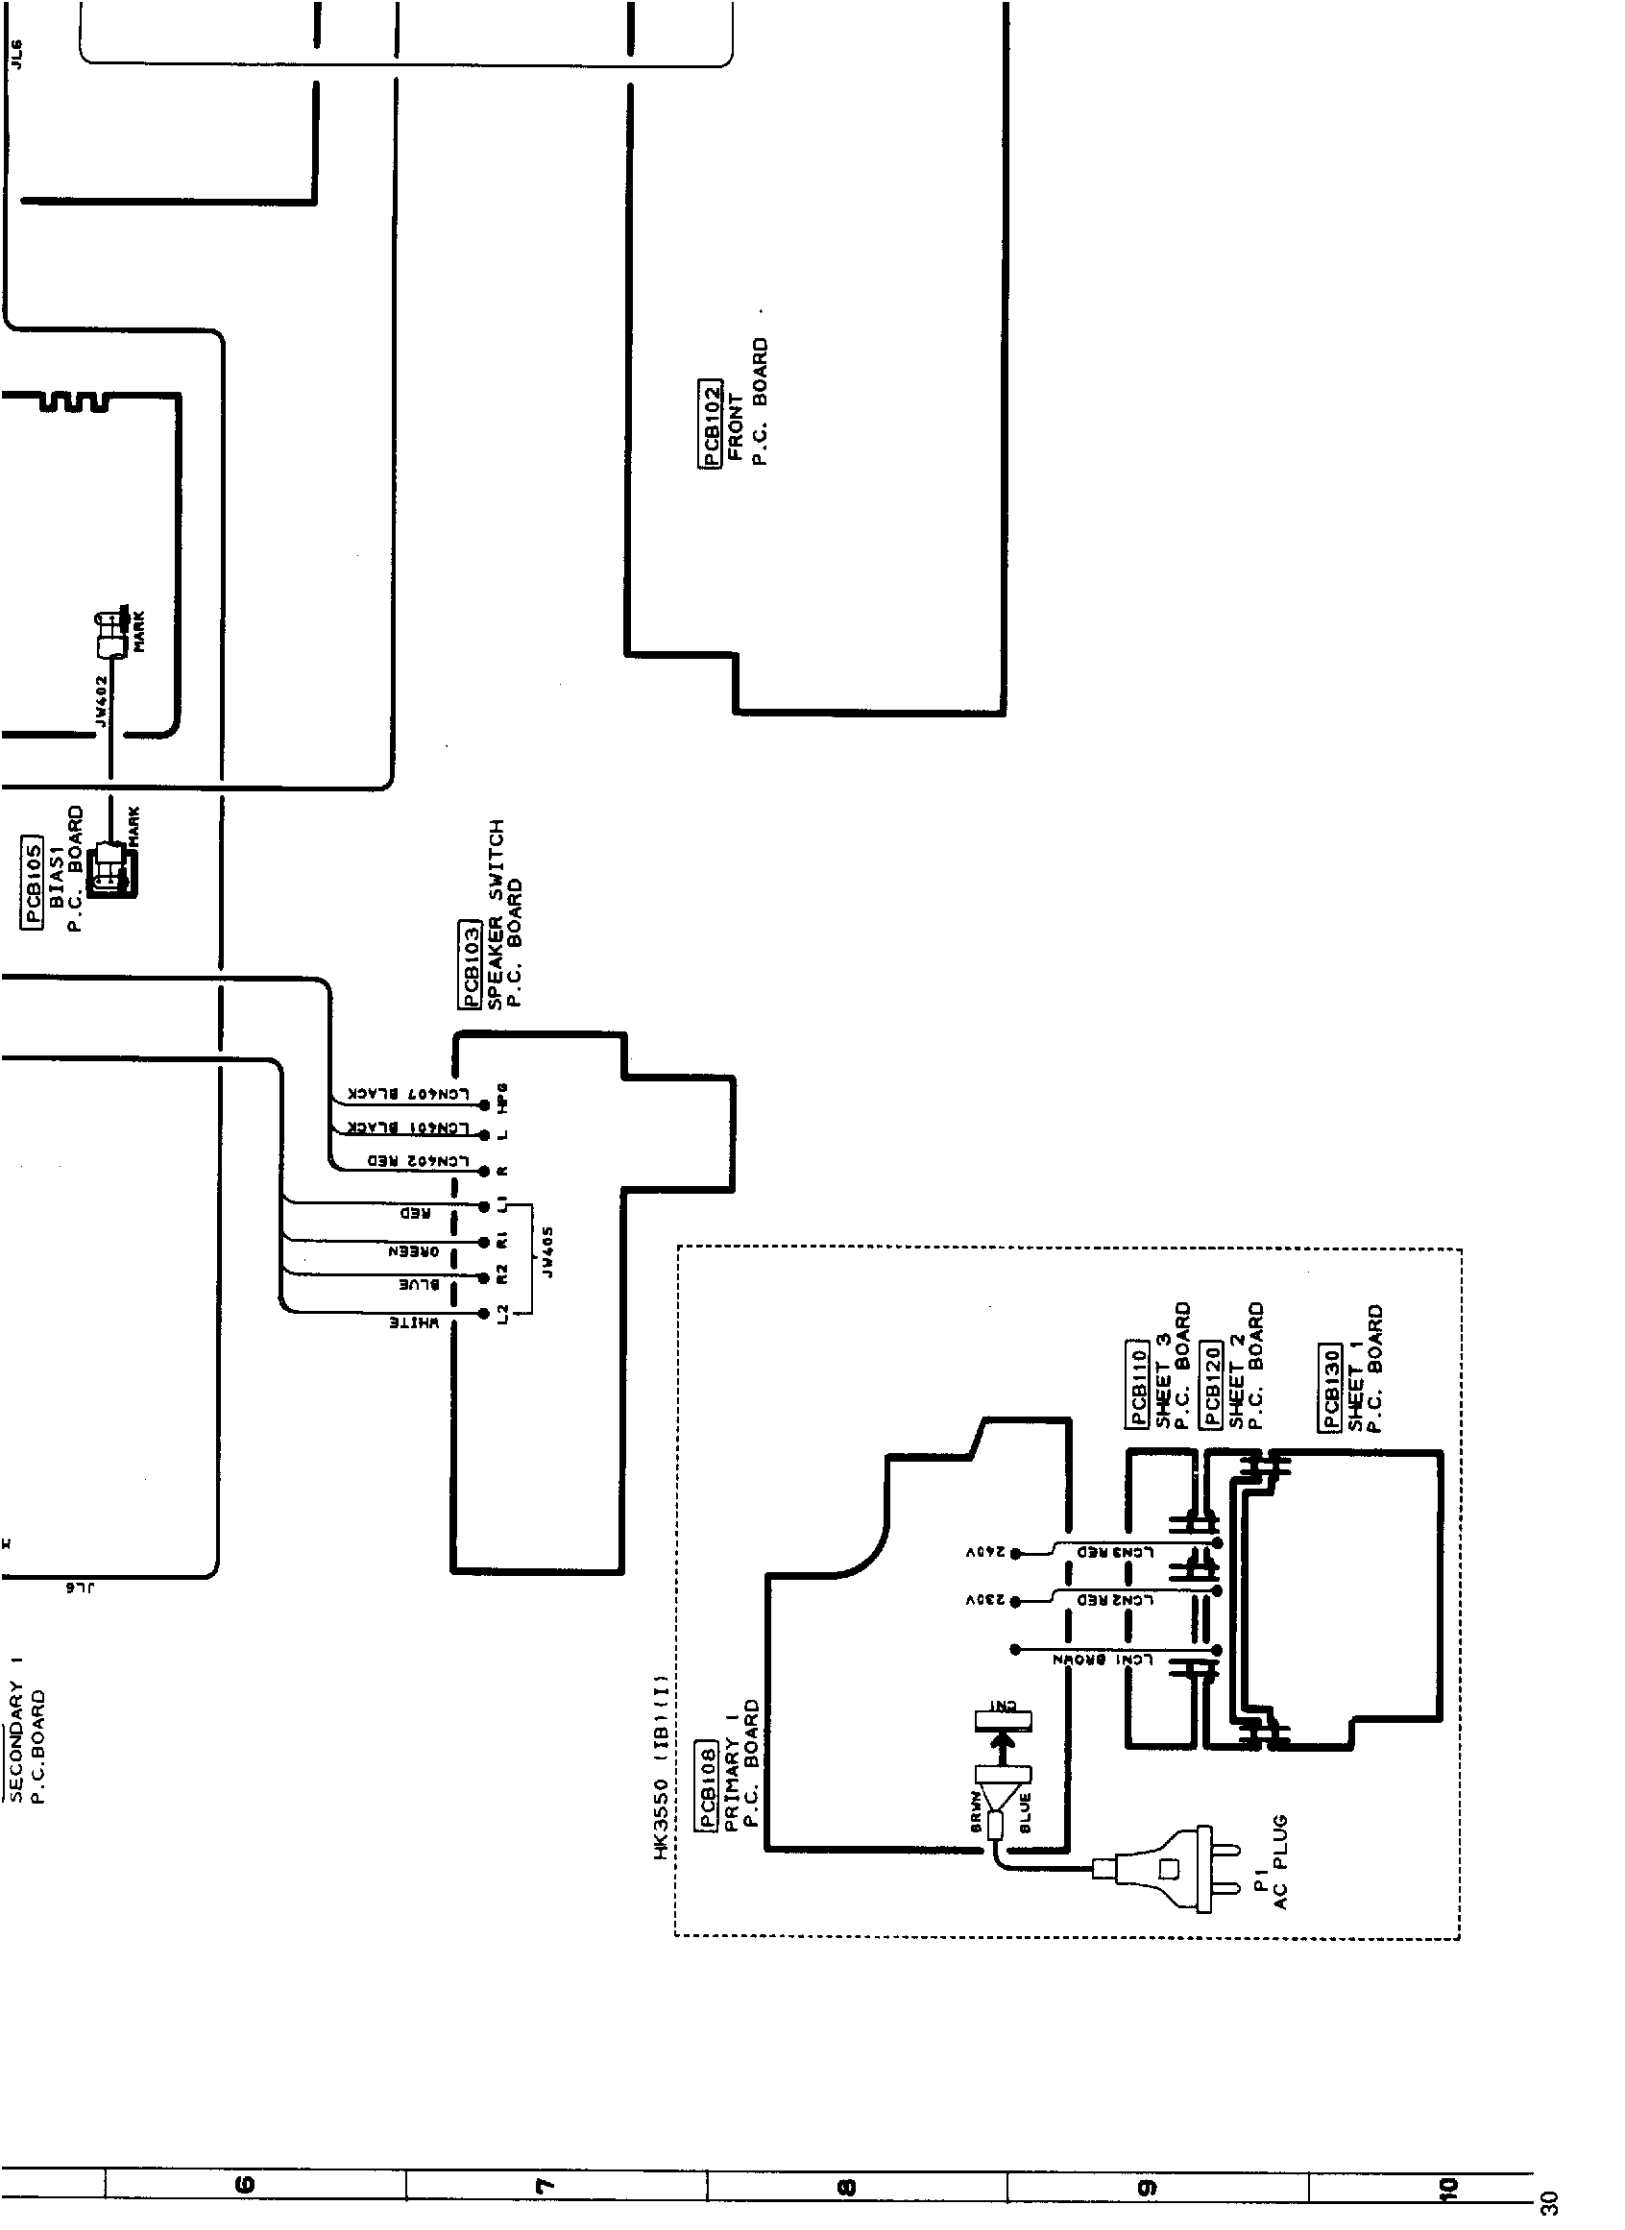 JL6
PCB102
FRONT
P.C. BOARD
MARK
JW402
MARK
PCB105
BIAS1
P.C. BOARD
PCB103
SPEAKER SWITCH
P.C. BOARD
LCN407 BLACK
HPG
LCN401 BLACK
L
LCN402 RED
R
RED
L1
GREEN
R1
BLUE
R2
WHITE
L2
JW405
JL6
SECONDARY 1
P.C.BOARD
HK3550 (IB)(I)
PCB108
PRIMARY 1
P.C. BOARD
240V
LCN3 RED
230V
LCN2 RED
LCN1 BROWN
CN1
BRWN
BLUE
P1
AC PLUG
PCB110
SHEET 3
P.C. BOARD
PCB120
SHEET 2
P.C. BOARD
PCB130
SHEET 1
P.C. BOARD
6
7
8
9
10
30